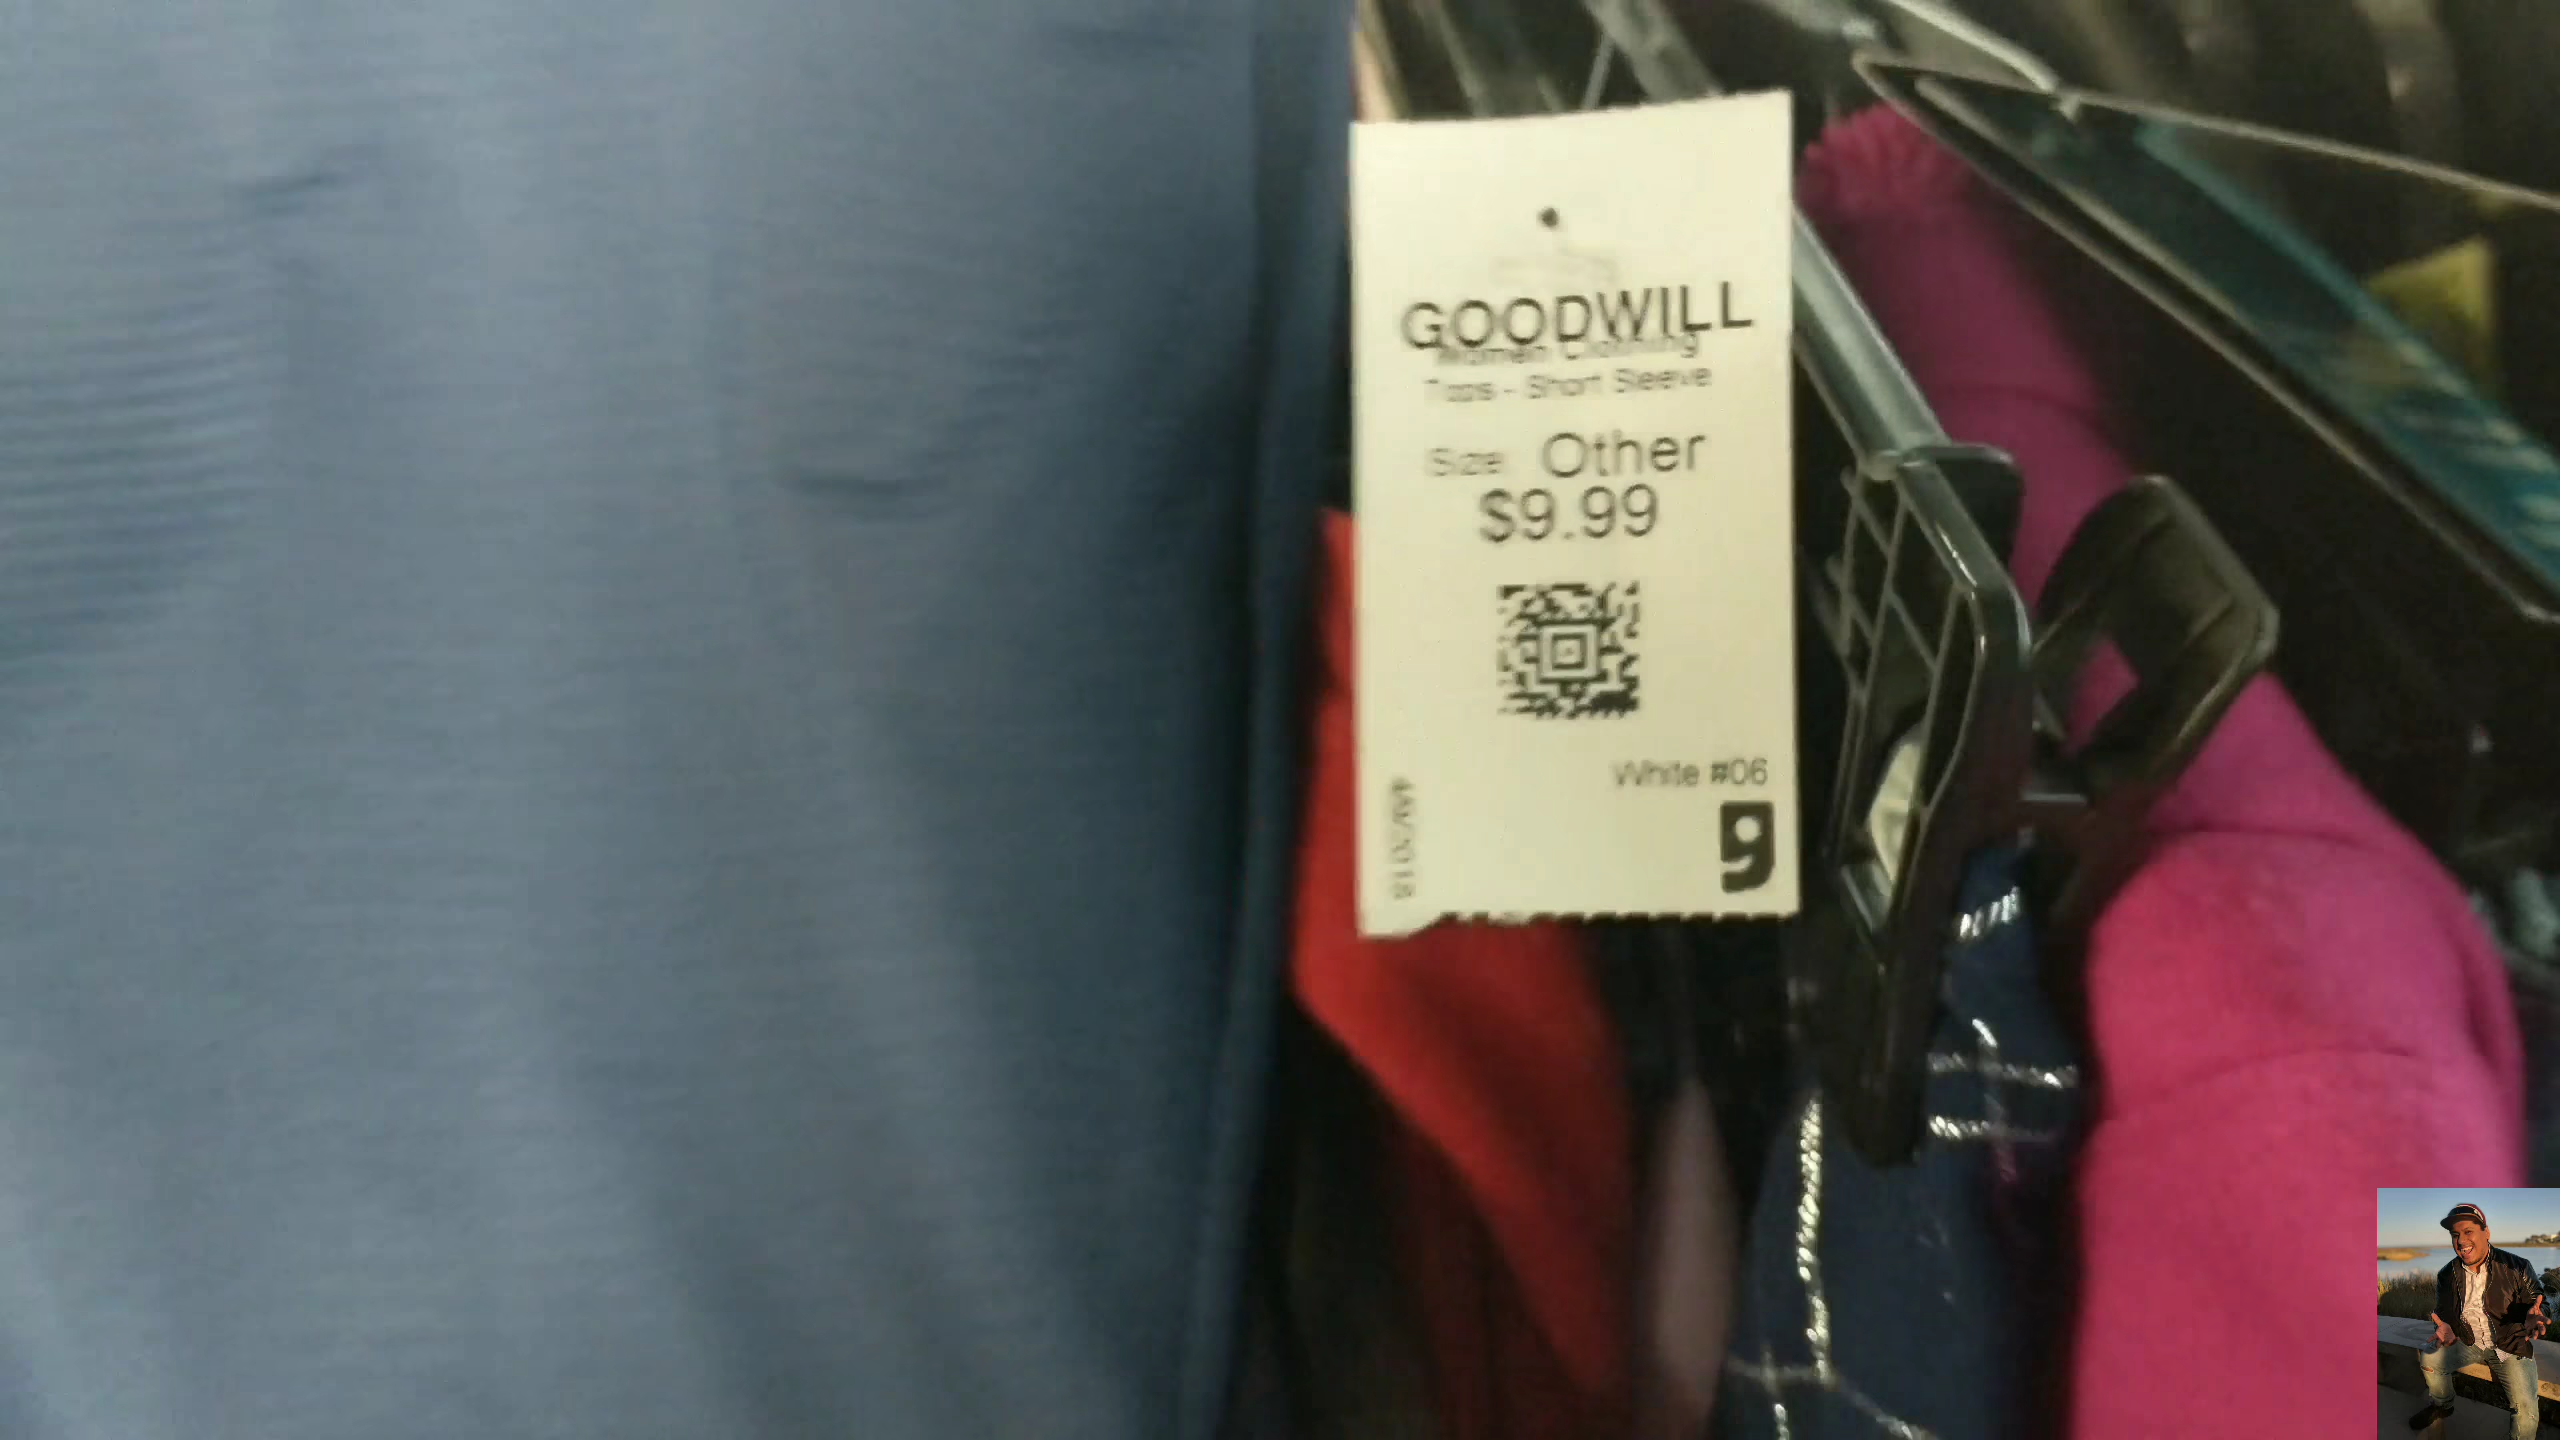 GOODWILL
Women Clothing
Tops - Short Sleeve
Size Other
$9.99
White #06
g